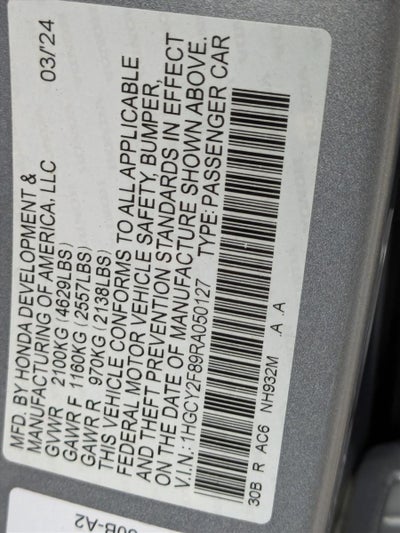 MFD. BY HONDA DEVELOPMENT & 03/'24
MANUFACTURING OF AMERICA, LLC
GVWR 2100KG (4629LBS)
GAWR F 1160KG (2557LBS)
GAWR R 970KG (2138LBS)
THIS VEHICLE CONFORMS TO ALL APPLICABLE
FEDERAL MOTOR VEHICLE SAFETY, BUMPER,
AND THEFT PREVENTION STANDARDS IN EFFECT
ON THE DATE OF MANUFACTURE SHOWN ABOVE.
V.I.N.: 1HGCY2F89RA050127 TYPE: PASSENGER CAR
30B R AC6 NH932M .A .A
30B-A2